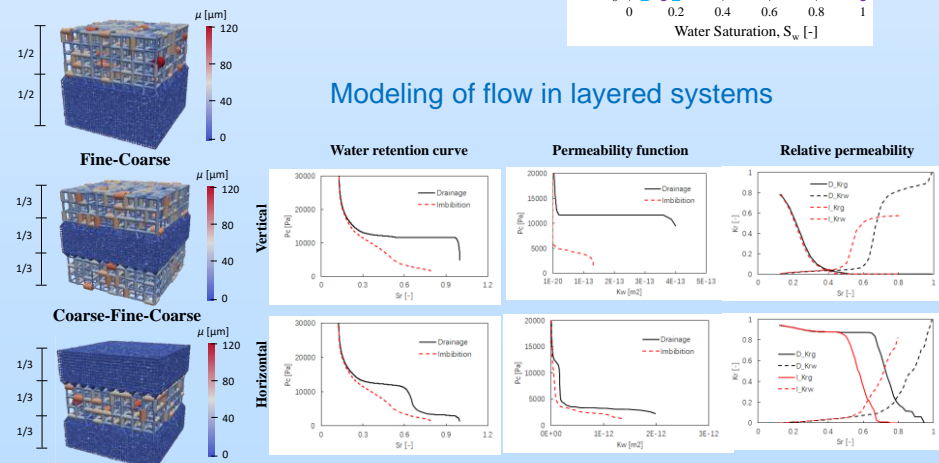 0 0.2 0.4 0.6 0.8 1
Water Saturation, Sw [-]
μ [μm]
120
80
40
0
1/2
1/2
Fine-Coarse
Modeling of flow in layered systems
μ [μm]
120
80
40
0
1/3
1/3
1/3
Coarse-Fine-Coarse
μ [μm]
120
80
40
0
1/3
1/3
1/3
Water retention curve
Permeability function
Relative permeability
Vertical
30000
20000
10000
0
Pc [Pa]
Drainage
Imbibition
0 0.3 0.6 0.9 1.2
Sr [-]
20000
15000
10000
5000
0
Pc [Pa]
Drainage
Imbibition
1E-20 1E-13 2E-13 3E-13 4E-13 5E-13
Kw [m2]
1
0.8
0.6
0.4
0.2
0
Kr [-]
D_Krg
D_Krw
I_Krg
I_Krw
0 0.2 0.4 0.6 0.8 1
Sr [-]
Horizontal
30000
20000
10000
0
Pc [Pa]
Drainage
Imbibition
0 0.3 0.6 0.9 1.2
Sr [-]
20000
15000
10000
5000
0
Pc [Pa]
Drainage
Imbibition
0E+00 1E-12 2E-12 3E-12
Kw [m2]
1
0.8
0.6
0.4
0.2
0
Kr [-]
D_Krg
D_Krw
I_Krg
I_Krw
0 0.2 0.4 0.6 0.8 1
Sr [-]